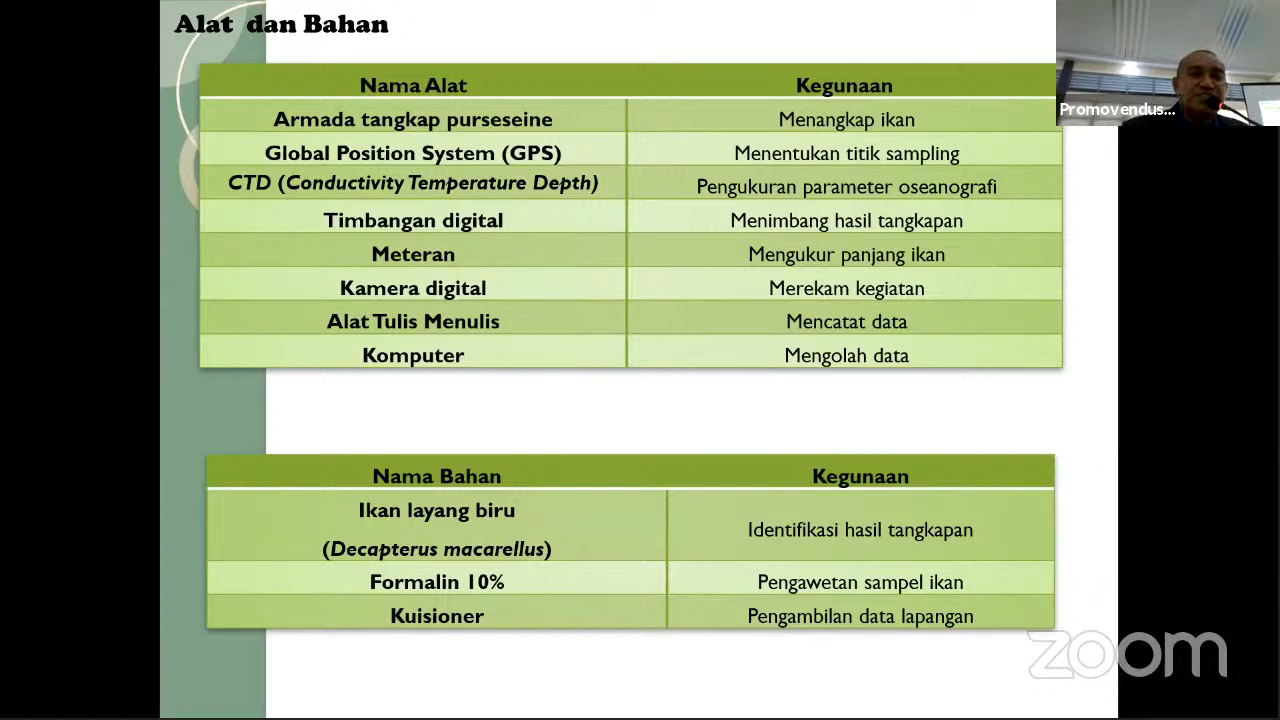 Alat dan Bahan
Nama Alat Kegunaan
Armada tangkap purseseine Menangkap ikan
Global Position System (GPS) Menentukan titik sampling
CTD (Conductivity Temperature Depth) Pengukuran parameter oseanografi
Timbangan digital Menimbang hasil tangkapan
Meteran Mengukur panjang ikan
Kamera digital Merekam kegiatan
Alat Tulis Menulis Mencatat data
Komputer Mengolah data
Promovendus...
Nama Bahan Kegunaan
Ikan layang biru
(Decapterus macarellus) Identifikasi hasil tangkapan
Formalin 10% Pengawetan sampel ikan
Kuisioner Pengambilan data lapangan
zoom